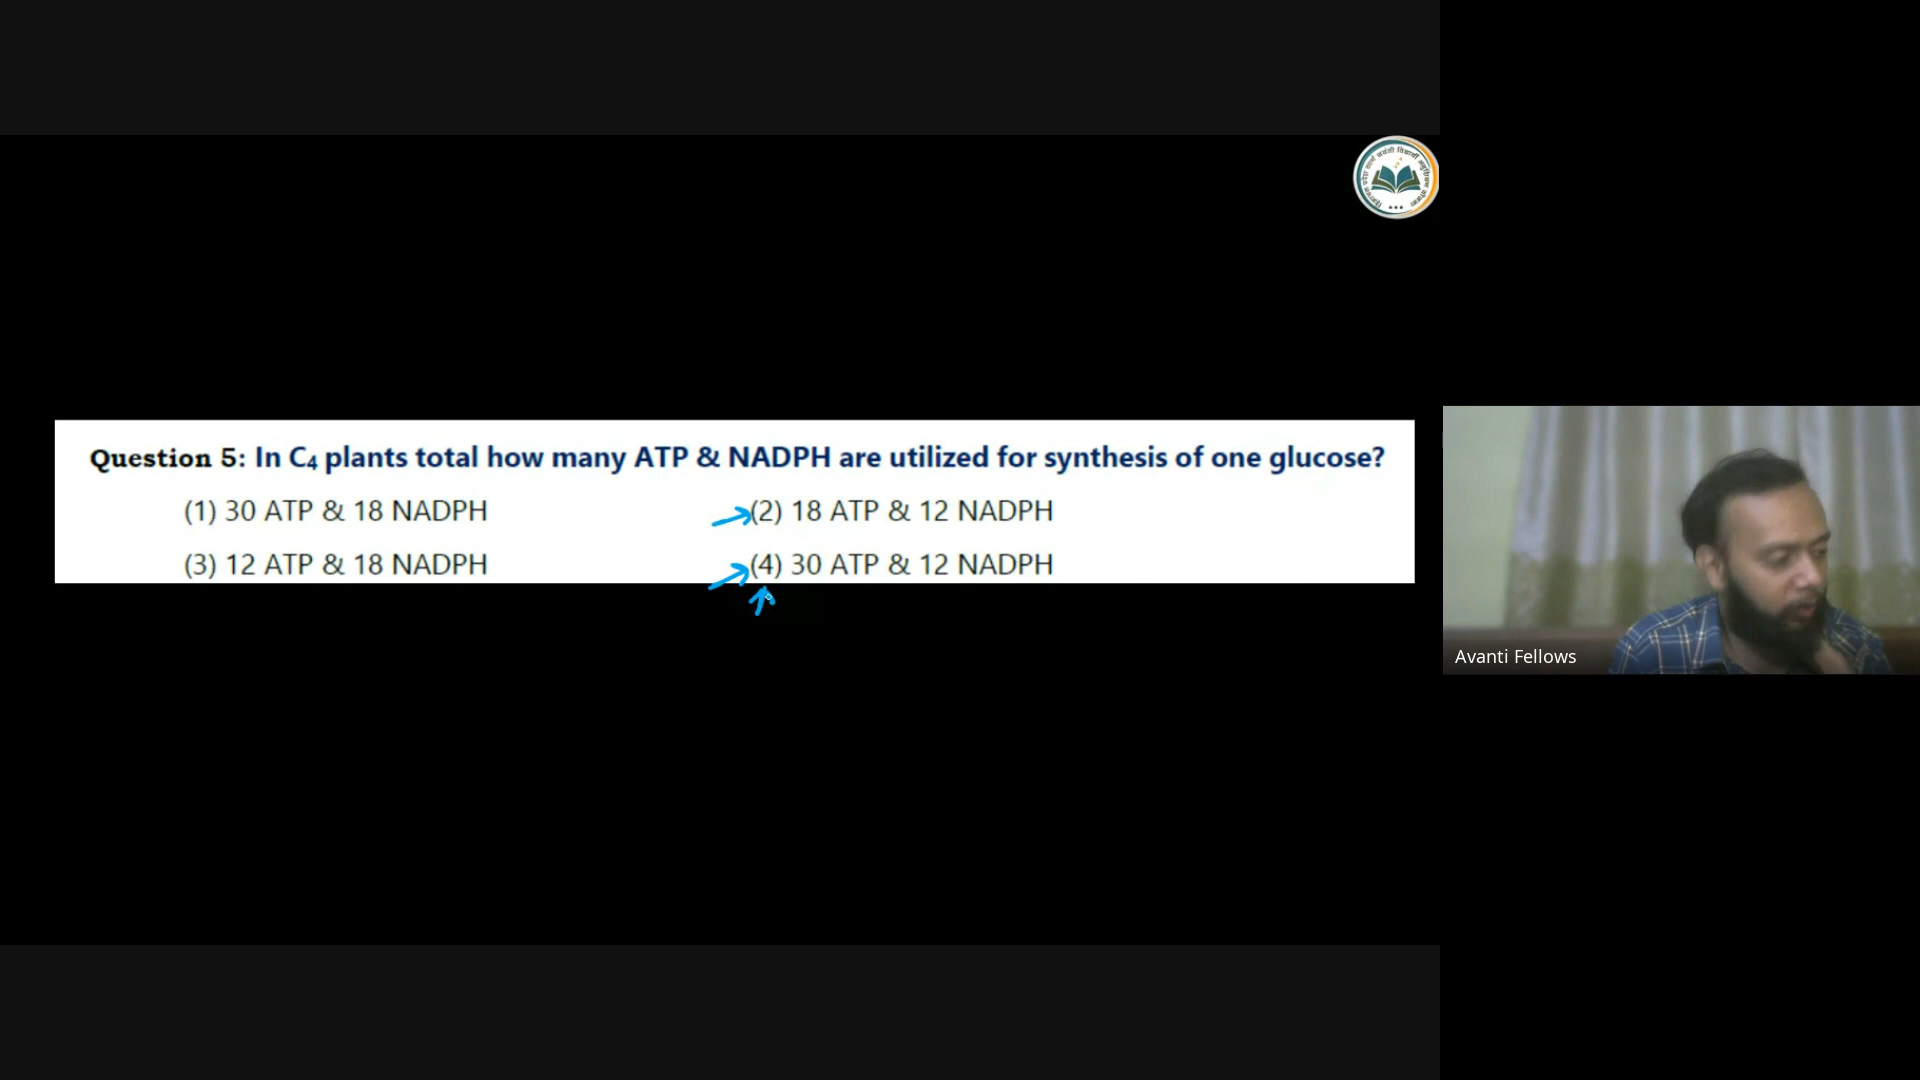 Question 5: In C₄ plants total how many ATP & NADPH are utilized for synthesis of one glucose?
(1) 30 ATP & 18 NADPH (2) 18 ATP & 12 NADPH
(3) 12 ATP & 18 NADPH (4) 30 ATP & 12 NADPH
Avanti Fellows